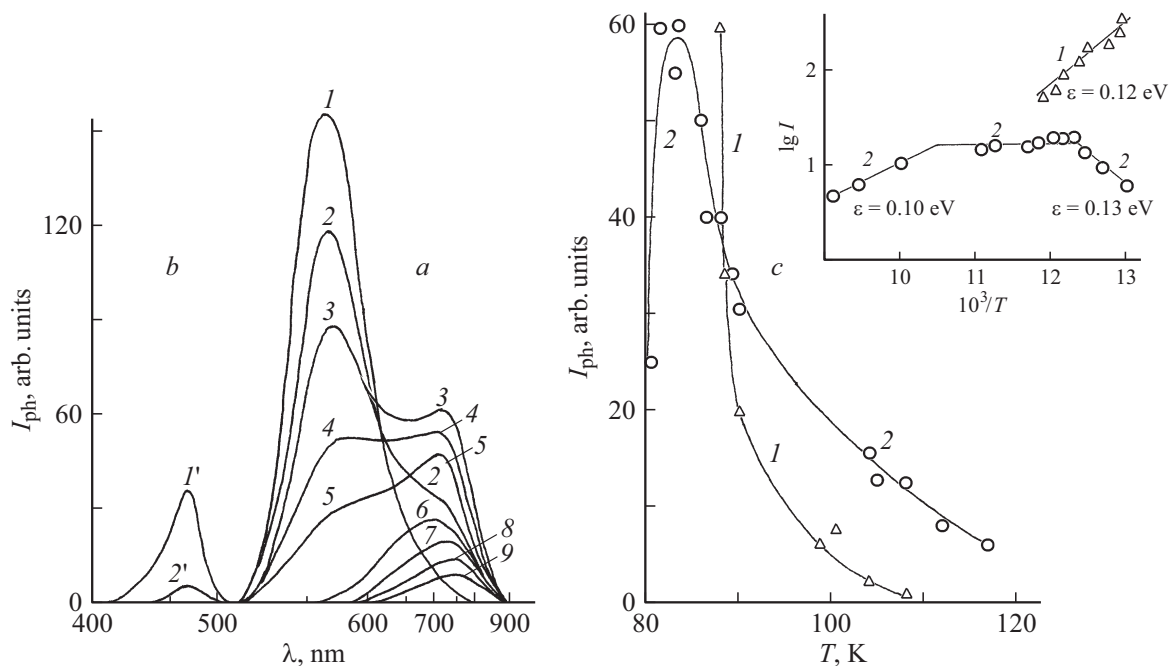 I_ph, arb. units
120
60
0
b
a
1
2
3
4
5
3
4
5
2
6
7
8
9
1'
2'
400 500 600 700 900
λ, nm
I_ph, arb. units
60
40
20
0
2
1
c
2
1
80 100 120
T, K
lg I
2
1
1
ε = 0.12 eV
2
2
2
ε = 0.10 eV
ε = 0.13 eV
10 11 12 13
10³/T